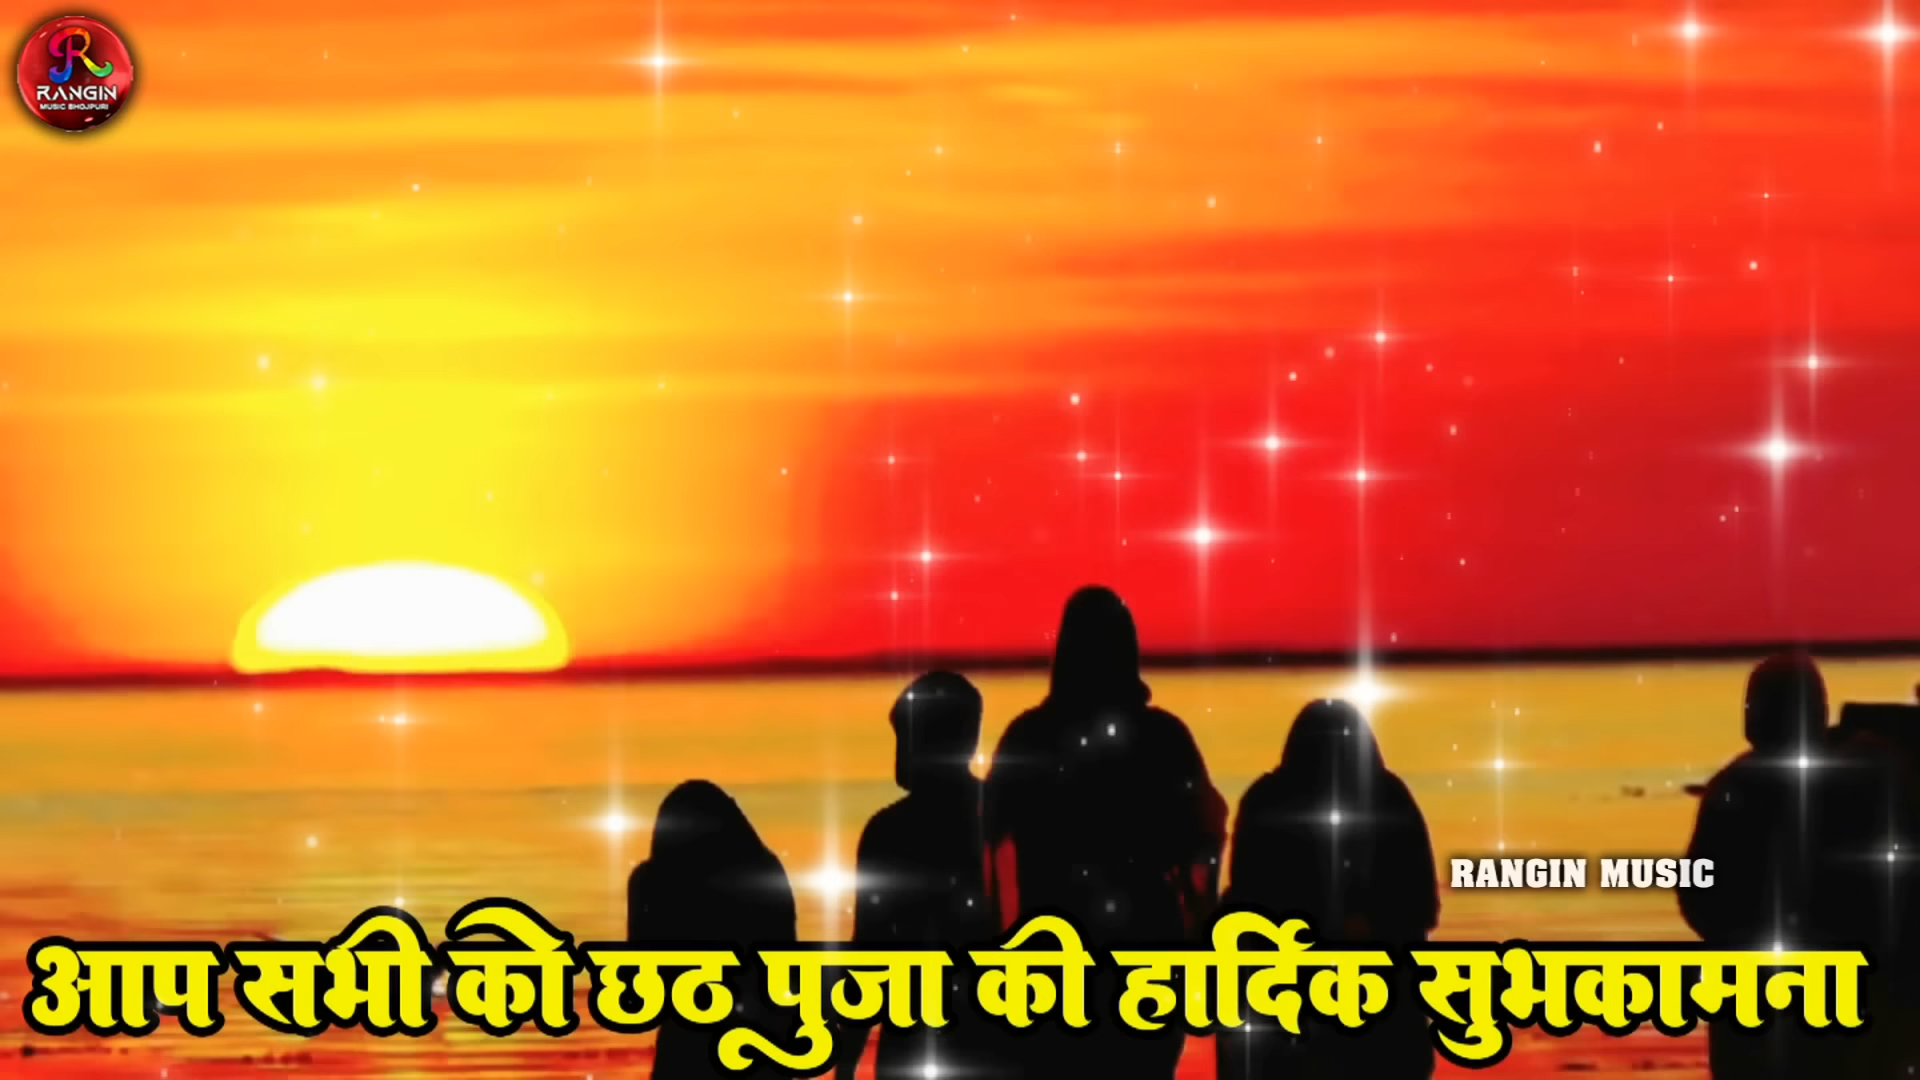 RANGIN
MUSIC BHOJPURI
RANGIN MUSIC
आप सभी को छठू पुजा की हार्दिक सुभकामना